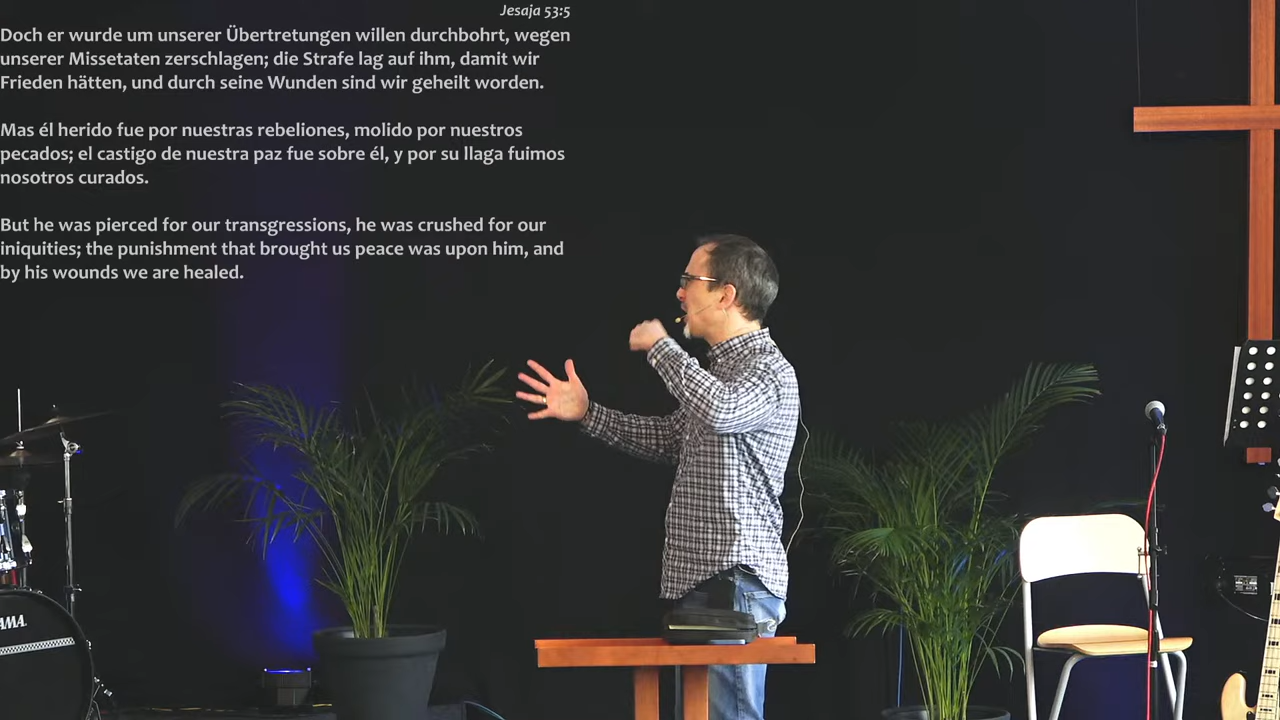 Jesaja 53:5
Doch er wurde um unserer Übertretungen willen durchbohrt, wegen
unserer Missetaten zerschlagen; die Strafe lag auf ihm, damit wir
Frieden hätten, und durch seine Wunden sind wir geheilt worden.
Mas él herido fue por nuestras rebeliones, molido por nuestros
pecados; el castigo de nuestra paz fue sobre él, y por su llaga fuimos
nosotros curados.
But he was pierced for our transgressions, he was crushed for our
iniquities; the punishment that brought us peace was upon him, and
by his wounds we are healed.
TAMA.